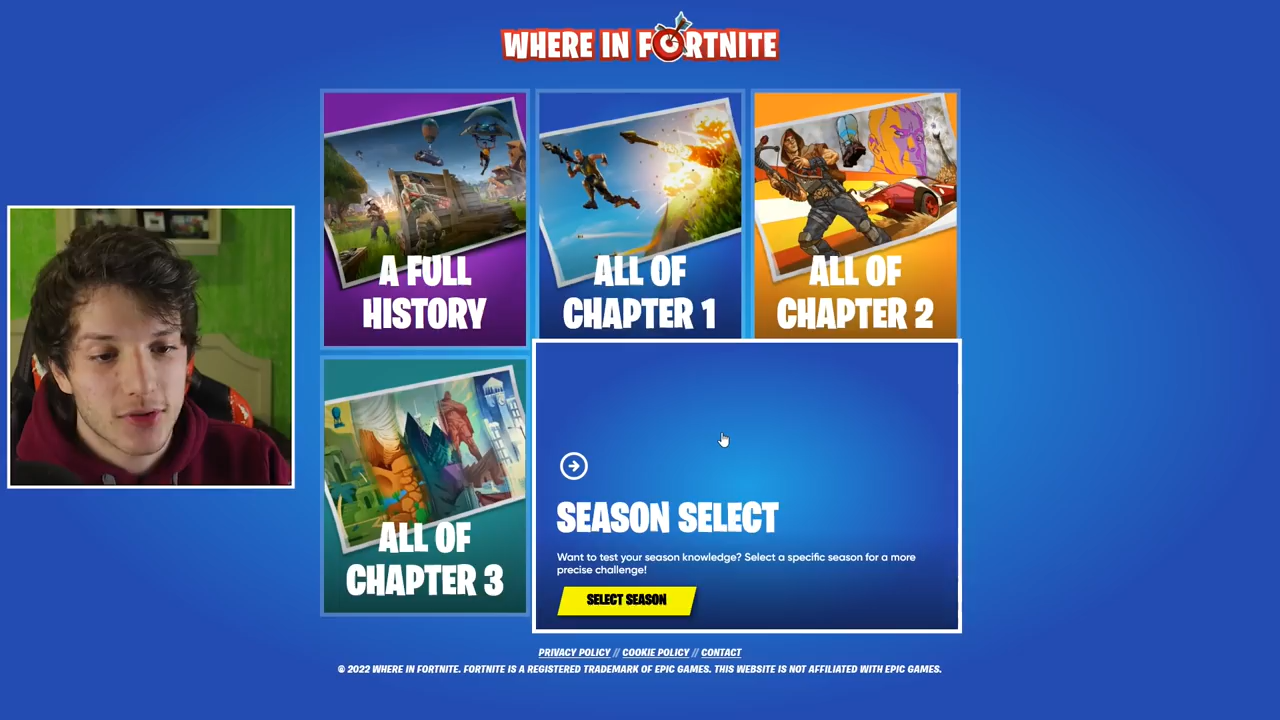 WHERE IN FORTNITE
A FULL
HISTORY
ALL OF
CHAPTER 1
ALL OF
CHAPTER 2
ALL OF
CHAPTER 3
SEASON SELECT
Want to test your season knowledge? Select a specific season for a more
precise challenge!
SELECT SEASON
PRIVACY POLICY // COOKIE POLICY // CONTACT
© 2022 WHERE IN FORTNITE. FORTNITE IS A REGISTERED TRADEMARK OF EPIC GAMES. THIS WEBSITE IS NOT AFFILIATED WITH EPIC GAMES.